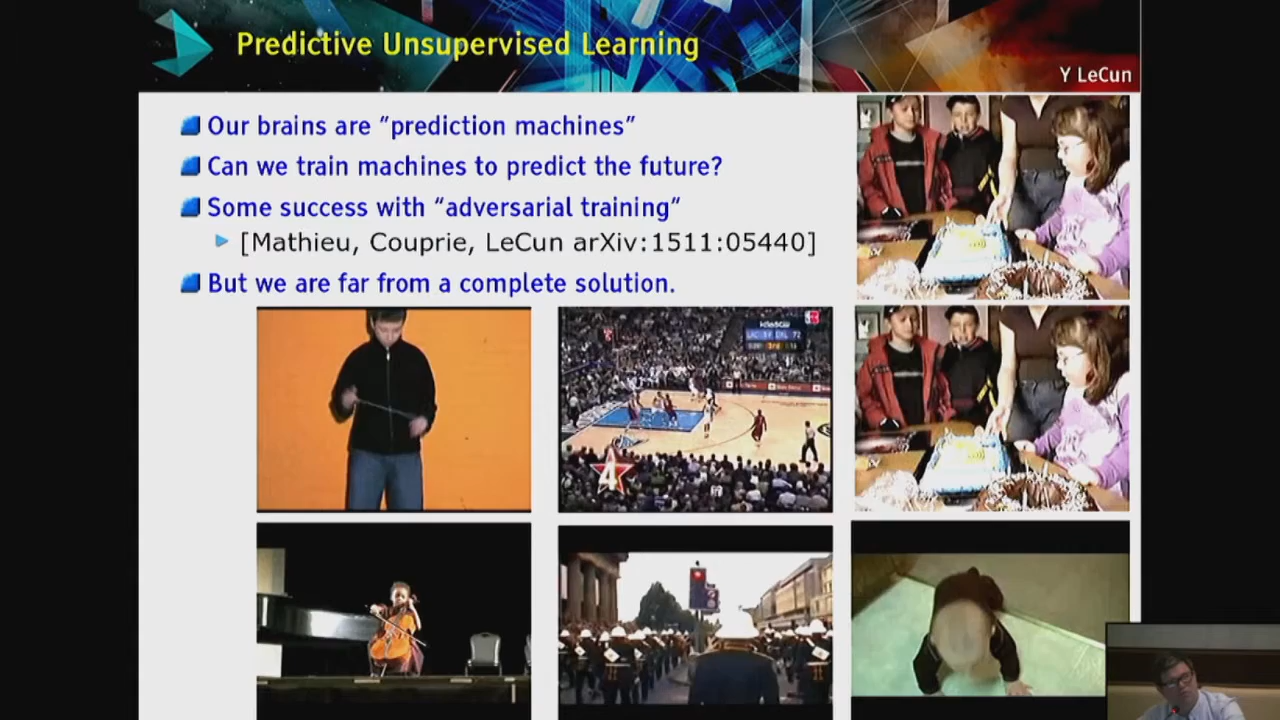 Predictive Unsupervised Learning
Y LeCun
Our brains are "prediction machines"
Can we train machines to predict the future?
Some success with "adversarial training"
[Mathieu, Couprie, LeCun arXiv:1511:05440]
But we are far from a complete solution.
4